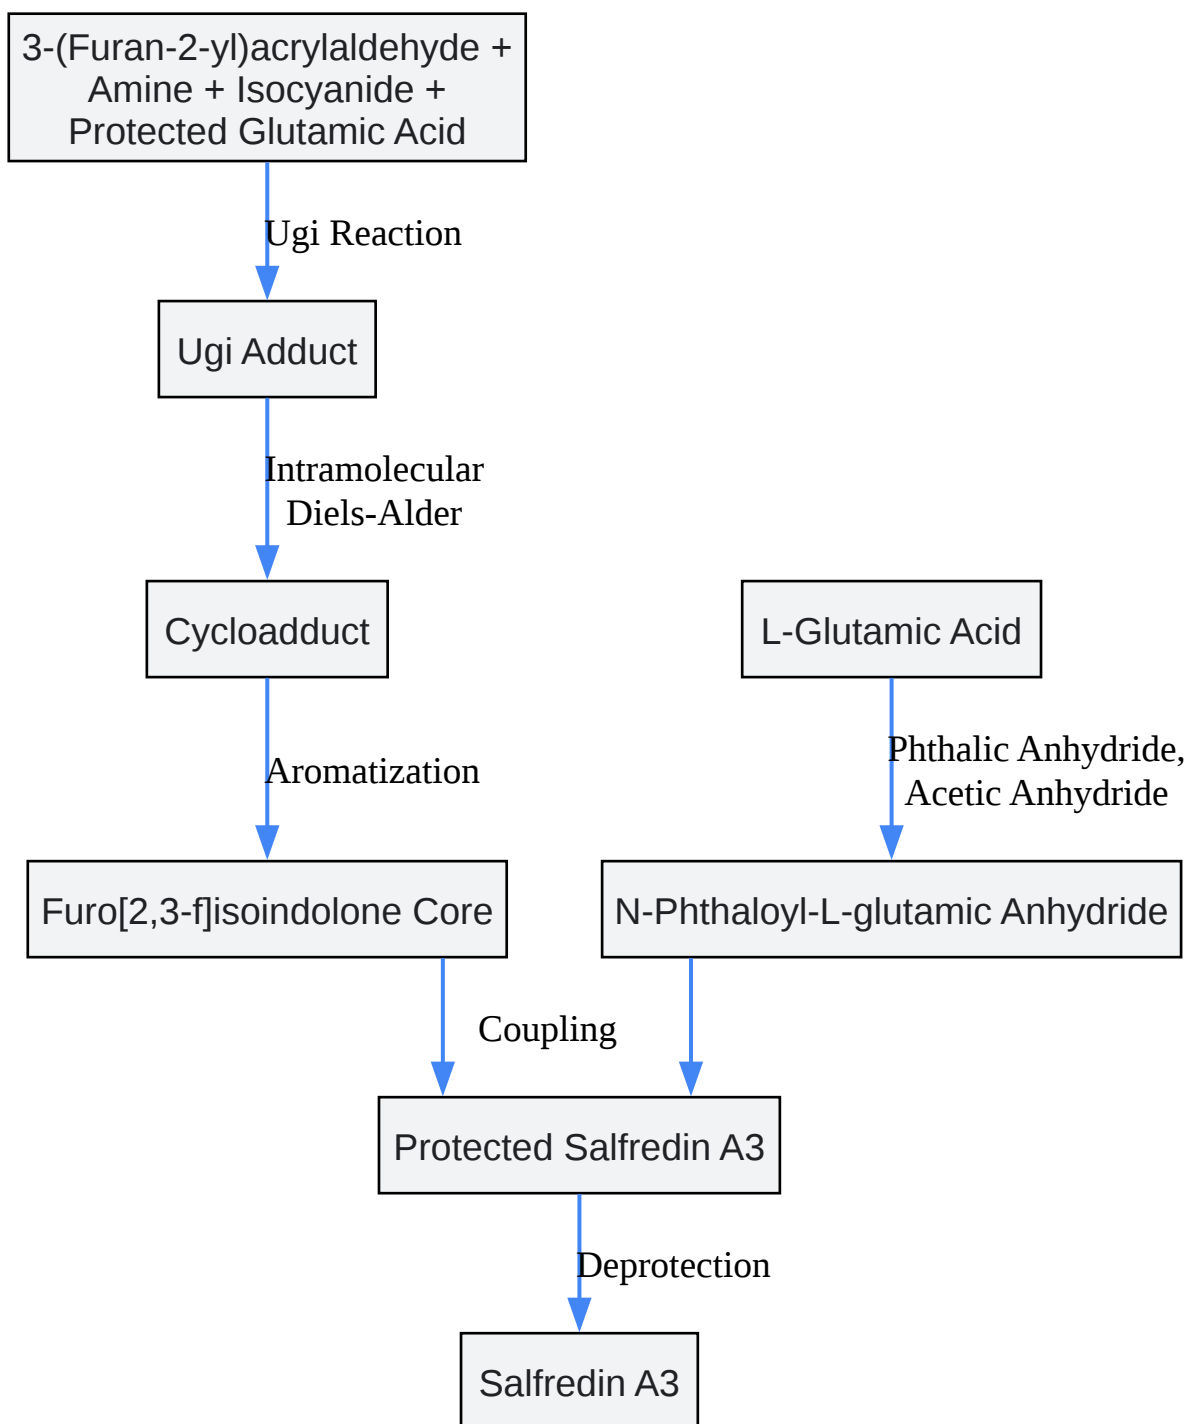 3-(Furan-2-yl)acrylaldehyde +
Amine + Isocyanide +
Protected Glutamic Acid
Ugi Reaction
Ugi Adduct
Intramolecular
Diels-Alder
Cycloadduct
L-Glutamic Acid
Aromatization
Phthalic Anhydride,
Acetic Anhydride
Furo[2,3-f]isoindolone Core
N-Phthaloyl-L-glutamic Anhydride
Coupling
Protected Salfredin A3
Deprotection
Salfredin A3